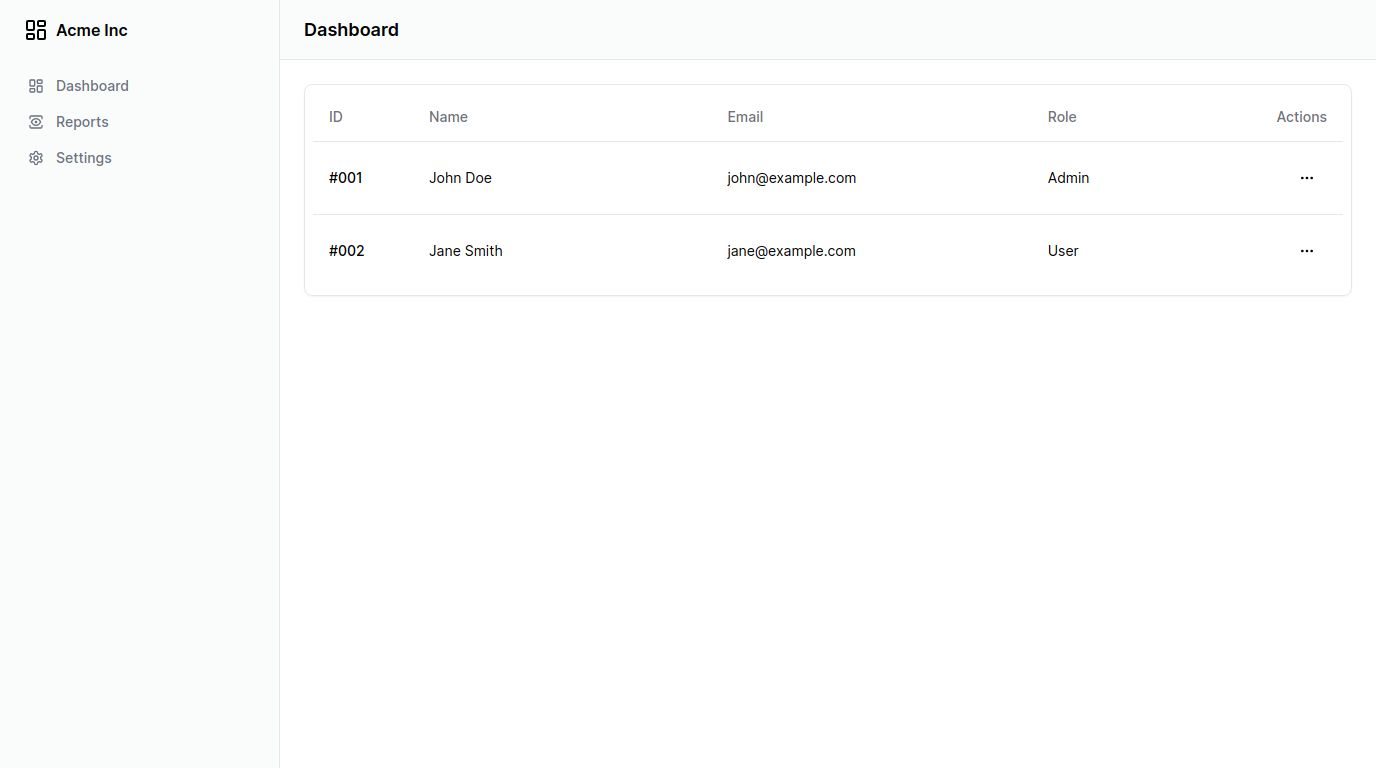 Acme Inc
Dashboard
Reports
Settings
Dashboard
ID Name Email Role Actions
#001 John Doe john@example.com Admin ...
#002 Jane Smith jane@example.com User ...